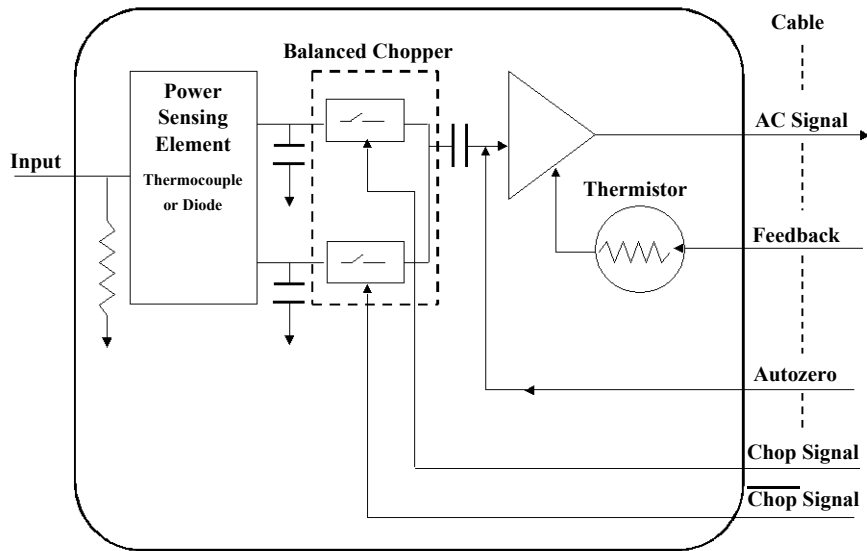 Cable
Balanced Chopper
Power
Sensing
Element
Thermocouple
or Diode
Input
AC Signal
Thermistor
Feedback
Autozero
Chop Signal
Chop Signal